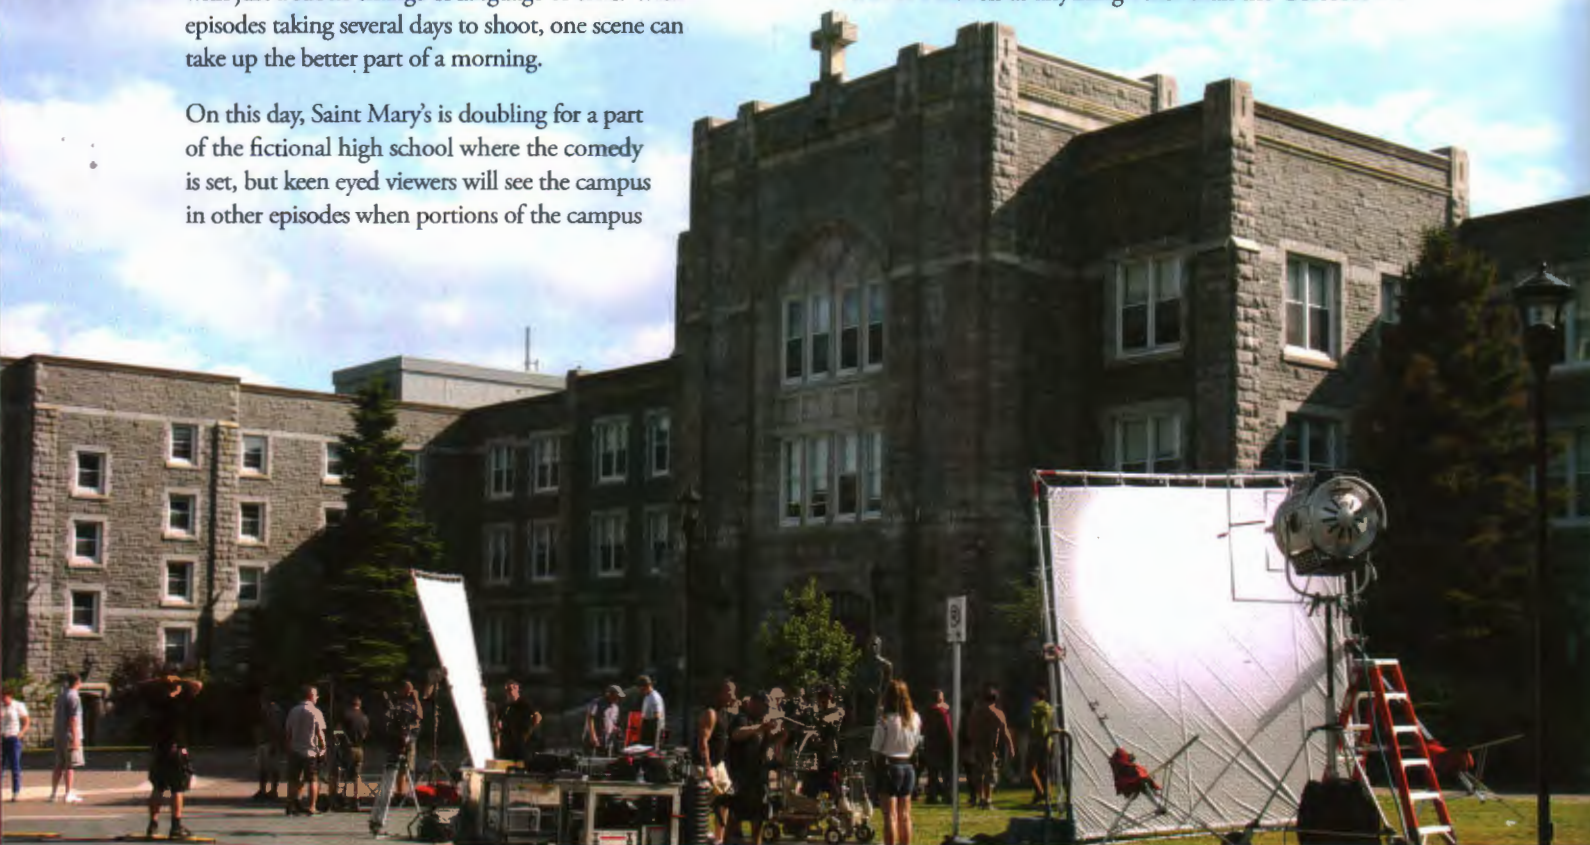 episodes taking several days to shoot, one scene can
take up the better part of a morning.
On this day, Saint Mary's is doubling for a part
of the fictional high school where the comedy
is set, but keen eyed viewers will see the campus
in other episodes when portions of the campus